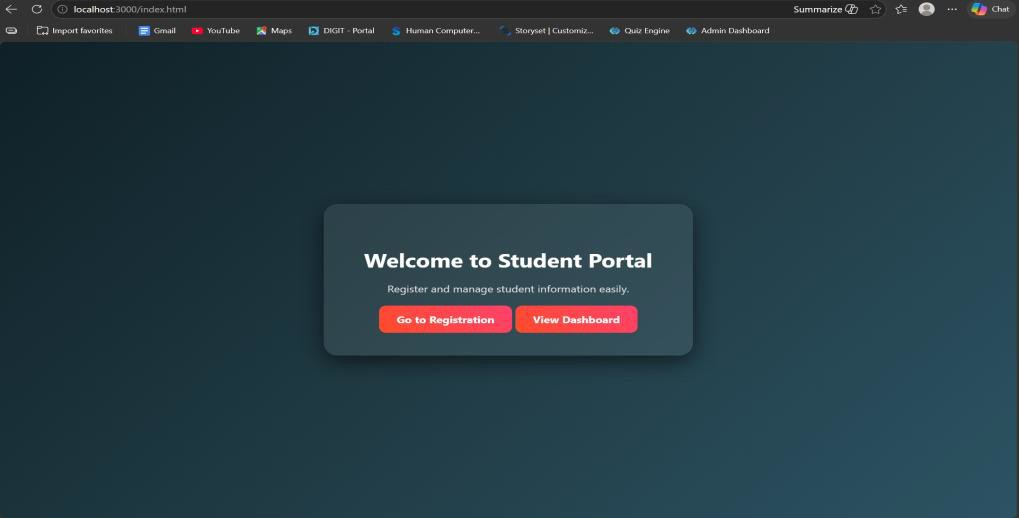 localhost:3000/index.html Summarize Chat
Import favorites Gmail YouTube Maps DIGIT - Portal Human Computer... Storyset | Customiz... Quiz Engine Admin Dashboard
Welcome to Student Portal
Register and manage student information easily.
Go to Registration View Dashboard